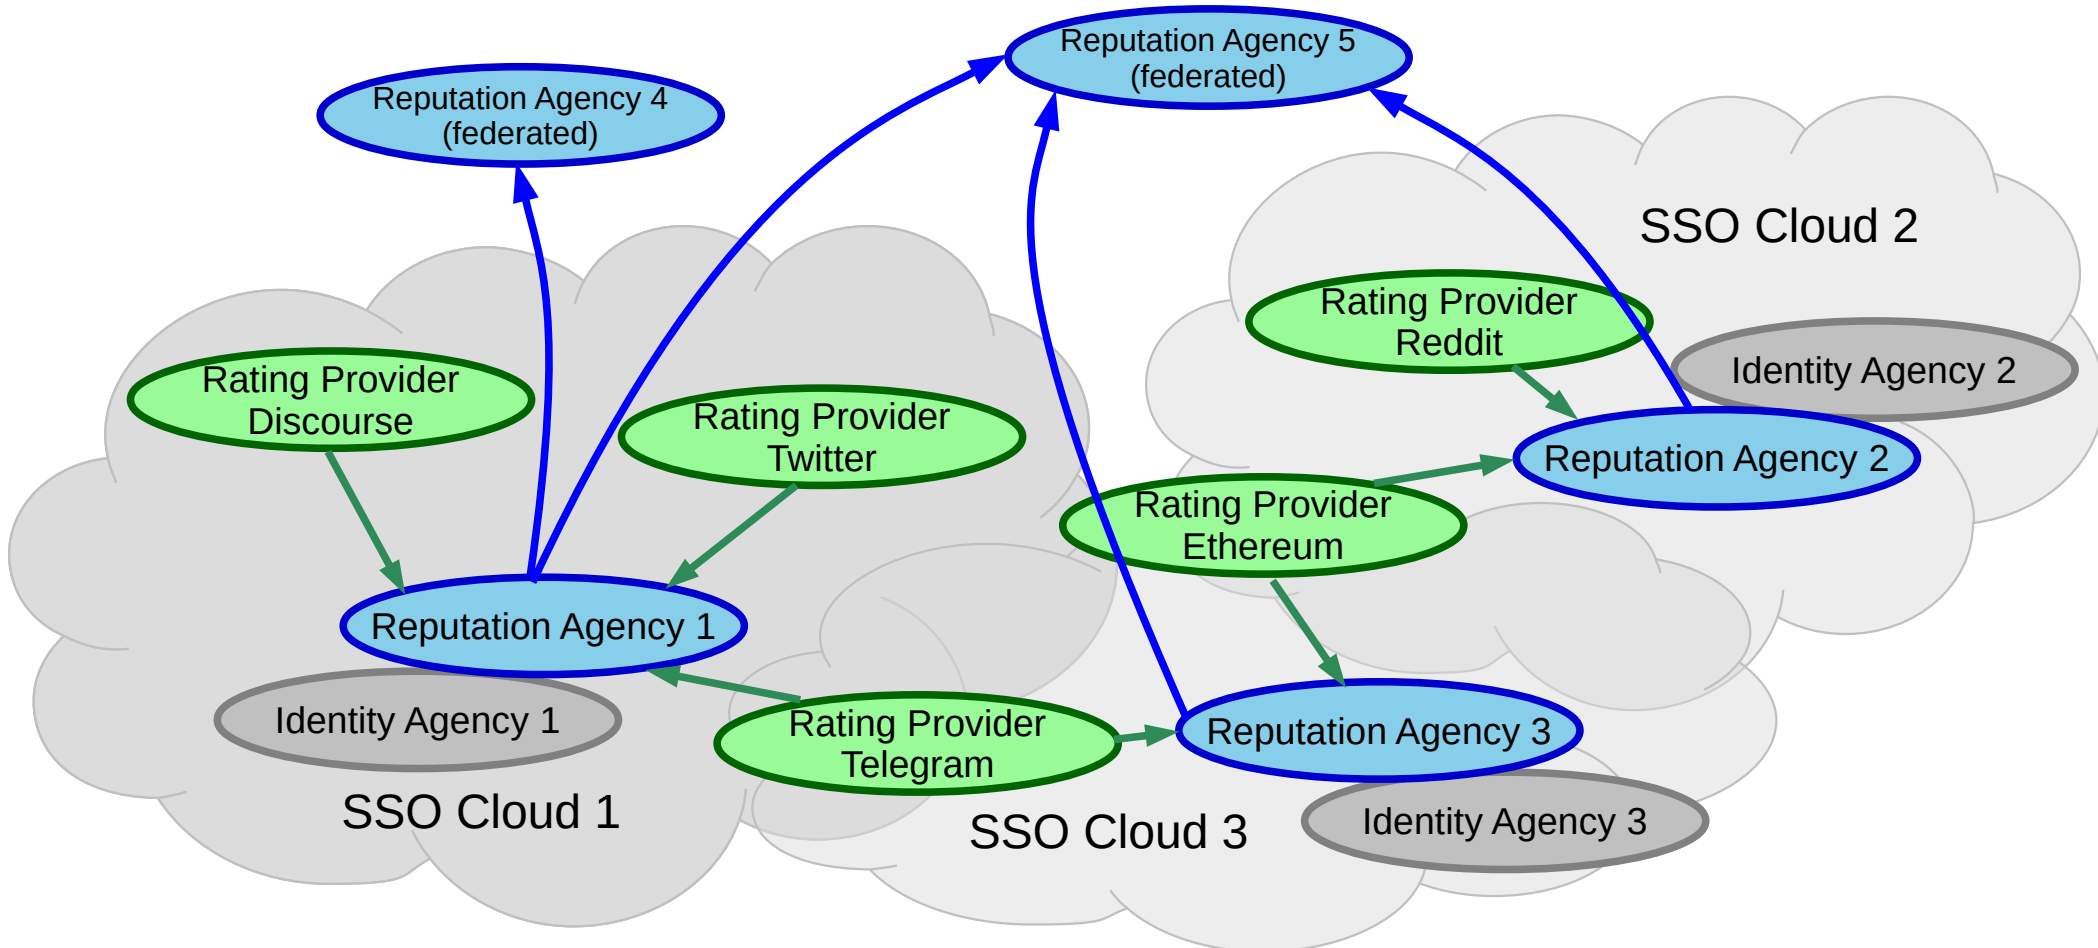 Reputation Agency 5
(federated)
Reputation Agency 4
(federated)
SSO Cloud 2
Rating Provider
Reddit
Identity Agency 2
Rating Provider
Discourse
Rating Provider
Twitter
Reputation Agency 2
Rating Provider
Ethereum
Reputation Agency 1
Identity Agency 1
Rating Provider
Telegram
Reputation Agency 3
SSO Cloud 1
SSO Cloud 3
Identity Agency 3